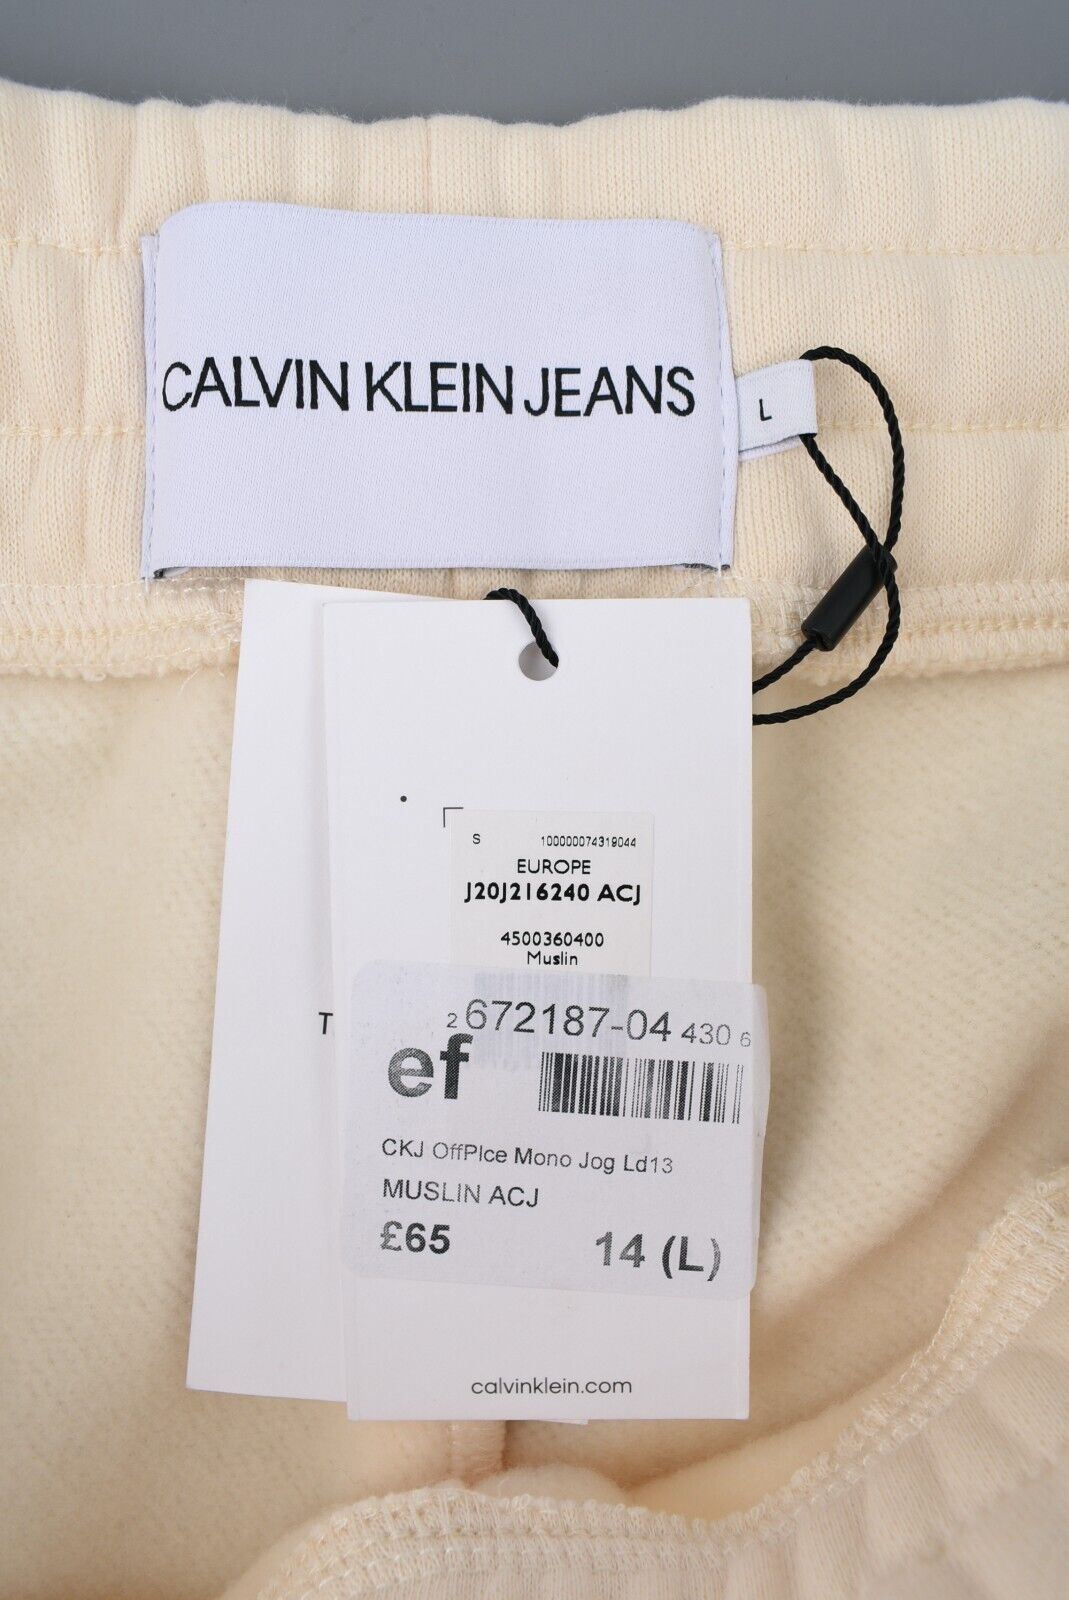 CALVIN KLEIN JEANS
L
S 100000074319044
EUROPE
J20J216240 ACJ
4500360400
Muslin
T
2 672187-04 430 6
ef
CKJ OffPlce Mono Jog Ld13
MUSLIN ACJ
£65 14 (L)
calvinklein.com